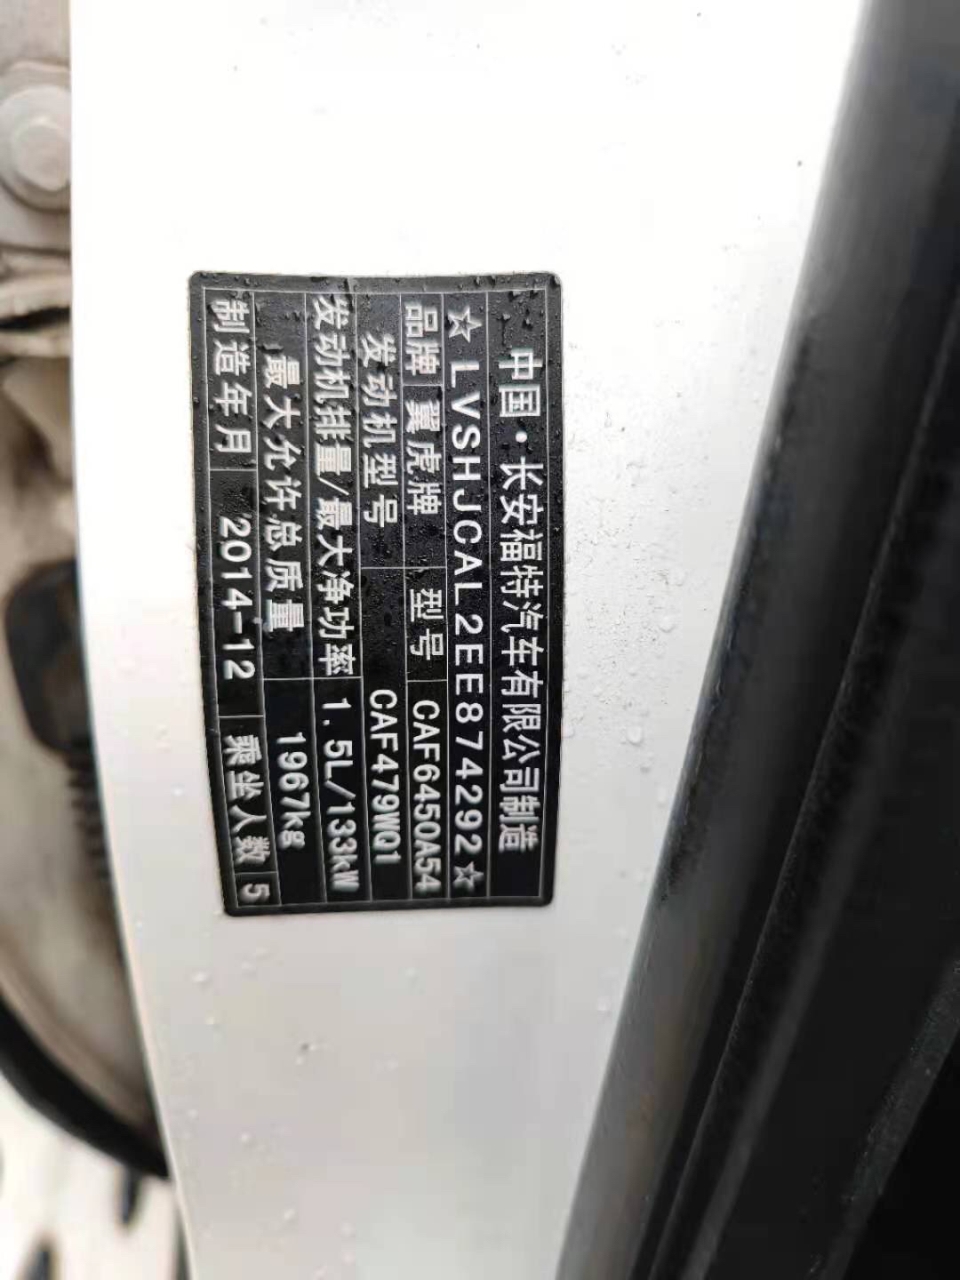 中国·长安福特汽车有限公司制造
☆LVSHJCAL2EE874292☆
品牌 翼虎牌 型号 CAF6450A54
发动机型号 CAF479WQ1
发动机排量/最大净功率 1.5L/133kW
最大允许总质量 1967kg
制造年月 2014-12 乘坐人数 5